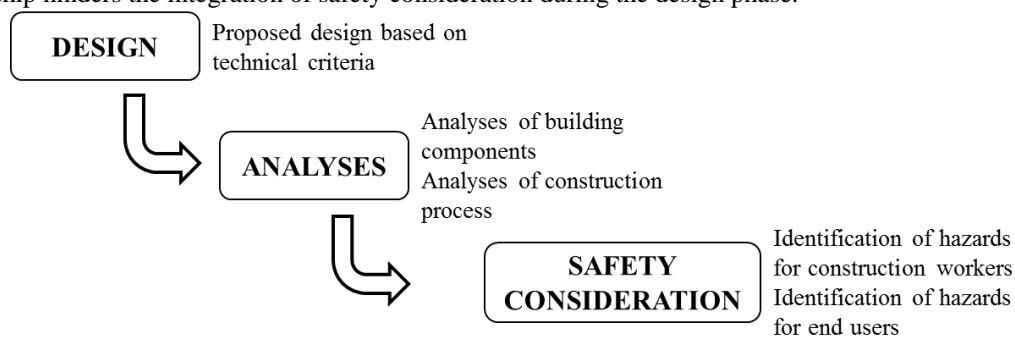 hinders the integration of safety consideration during the design phase.
DESIGN
Proposed design based on
technical criteria
ANALYSES
Analyses of building
components
Analyses of construction
process
SAFETY
CONSIDERATION
Identification of hazards
for construction workers
Identification of hazards
for end users